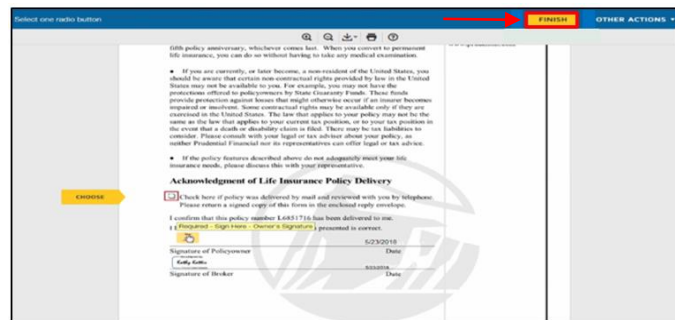 Select one radio button
FINISH
OTHER ACTIONS
fifth policy anniversary, whichever comes last. When you convert to permanent
life insurance, you can do so without having to take any medical examination.
• If you are currently, or later become, a non-resident of the United States, you
should be aware that certain non-contractual rights provided by law in the United
States may not be available to you. For example, you may not have the
protections offered to policyowners by State Guaranty Funds. These funds
provide protection against losses that might otherwise occur if an insurer becomes
impaired or insolvent. Some contractual rights may be available only if they are
exercised in the United States. The law that applies to your policy may not be the
same as the law that applies to your current tax position, or to your tax position in
the event that a death or disability claim is filed. There may be tax liabilities to
consider. Please consult with your legal or tax adviser about your policy, as
neither Prudential Financial nor its representatives can offer legal or tax advice.
• If the policy features described above do not adequately meet your life
insurance needs, please discuss this with your representative.
Acknowledgment of Life Insurance Policy Delivery
CHOOSE
Check here if policy was delivered by mail and reviewed with you by telephone.
Please return a signed copy of this form in the enclosed reply envelope.
I confirm that this policy number L6851716 has been delivered to me.
I Required - Sign Here - Owner's Signature presented is correct.
5/23/2018
Signature of Policyowner
Date
Signature of Broker
Date